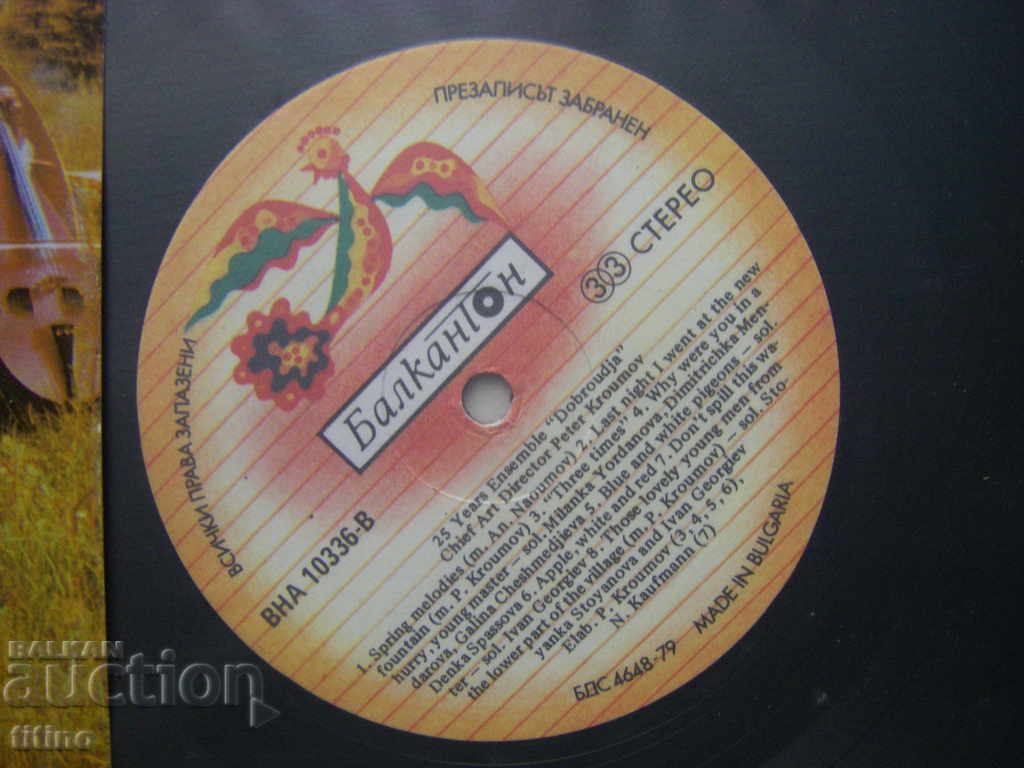 ПРЕЗАПИСЪТ ЗАБРАНЕН
ВСИЧКИ ПРАВА ЗАПАЗЕНИ
Балкантон
33 СТЕРЕО
ВНА 10336-В
25 Years Ensemble "Dobroudja"
Chief Art Director Peter Kroumov
1. Spring melodies (m. An. Naoumov) 2. Last night I went at the new
fountain (m. P. Kroumov) 3. "Three times" 4. Why were you in a
hurry, young master – sol. Milanka Yordanova, Dimitrichka Men-
darova, Galina Cheshmedjieva 5. Blue and white pigeons – sol.
Denka Spassova 6. Apple, white and red 7. Don't spill this wa-
ter – sol. Ivan Georgiev 8. Those lovely young men from
the lower part of the village (m. P. Kroumov) – sol. Sto-
yanka Stoyanova and Ivan Georgiev
Elab. P. Kroumov (3, 4, 5, 6),
N. Kaufmann (7)
БДС 4648-79
MADE IN BULGARIA
BALKAN
auction
titino